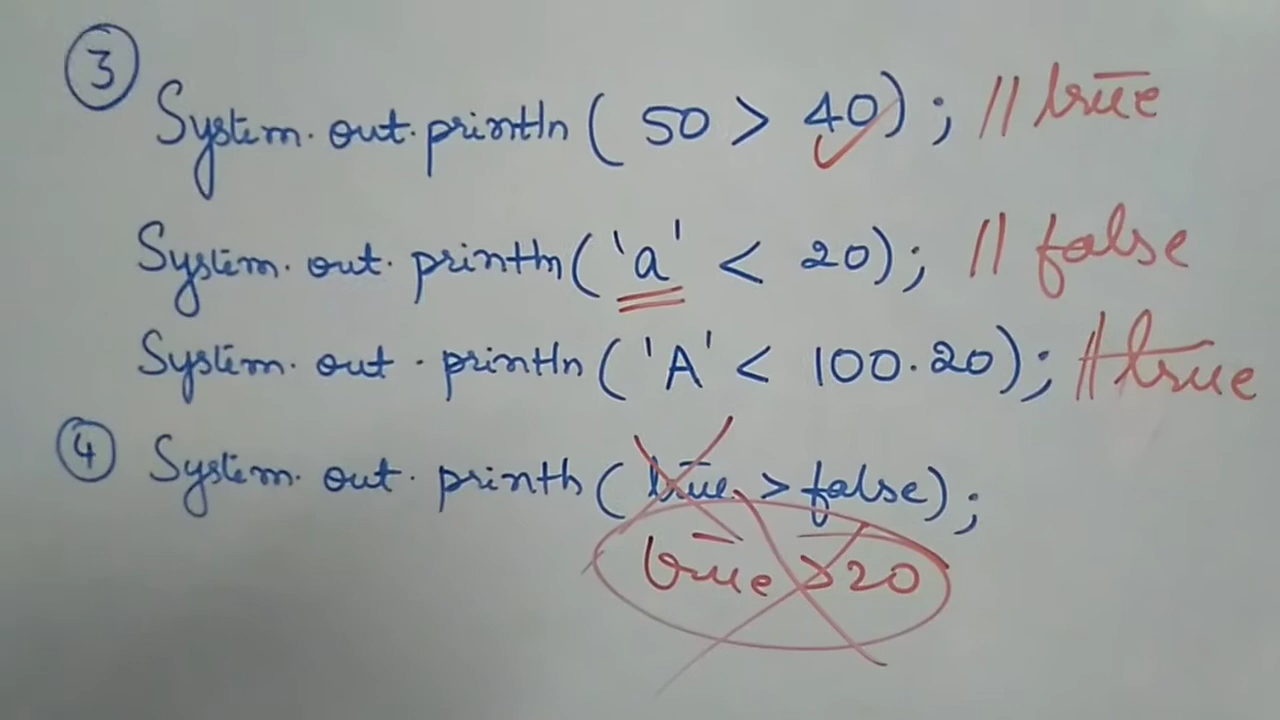 ③ System.out.println( 50 > 40 ) ; // true
System.out.println( 'a' < 20 ) ; // false
System.out.println( 'A' < 100.20 ) ; // true
④ System.out.println( true > false ) ;
true > 20